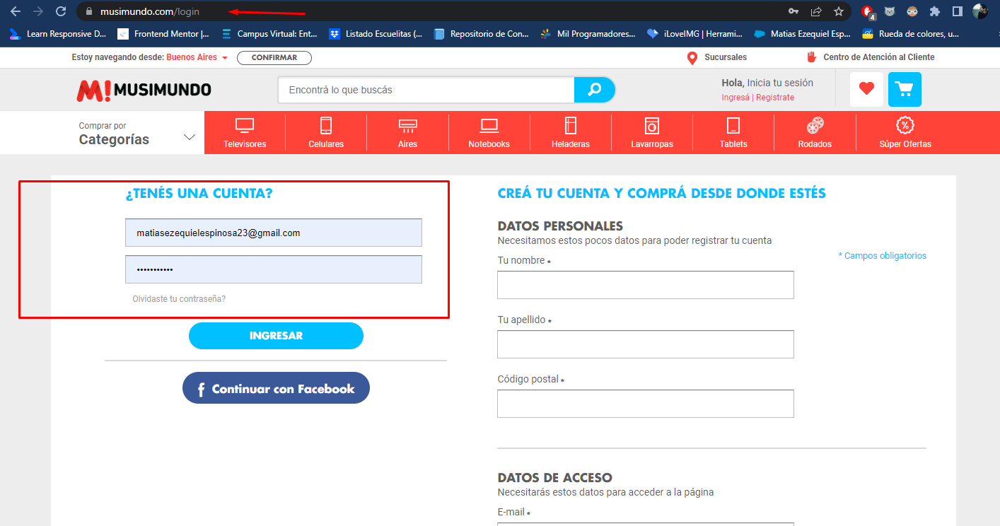 musimundo.com/login
4
Learn Responsive D...
Frontend Mentor |...
Campus Virtual: Ent...
Listado Escuelitas (...
Repositorio de Con...
Mil Programadores...
iLoveIMG | Herrami...
Matias Ezequiel Esp...
Rueda de colores, u...
Estoy navegando desde: Buenos Aires
CONFIRMAR
Sucursales
Centro de Atención al Cliente
M! MUSIMUNDO
Encontrá lo que buscás
Hola, Inicia tu sesión
Ingresá | Registrate
Comprar por
Categorías
Televisores
Celulares
Aires
Notebooks
Heladeras
Lavarropas
Tablets
Rodados
%
Súper Ofertas
¿TENÉS UNA CUENTA?
matiasezequielespinosa23@gmail.com
•••••••••••
Olvidaste tu contraseña?
INGRESAR
f Continuar con Facebook
CREÁ TU CUENTA Y COMPRÁ DESDE DONDE ESTÉS
DATOS PERSONALES
Necesitamos estos pocos datos para poder registrar tu cuenta
* Campos obligatorios
Tu nombre *
Tu apellido *
Código postal *
DATOS DE ACCESO
Necesitarás estos datos para acceder a la página
E-mail *